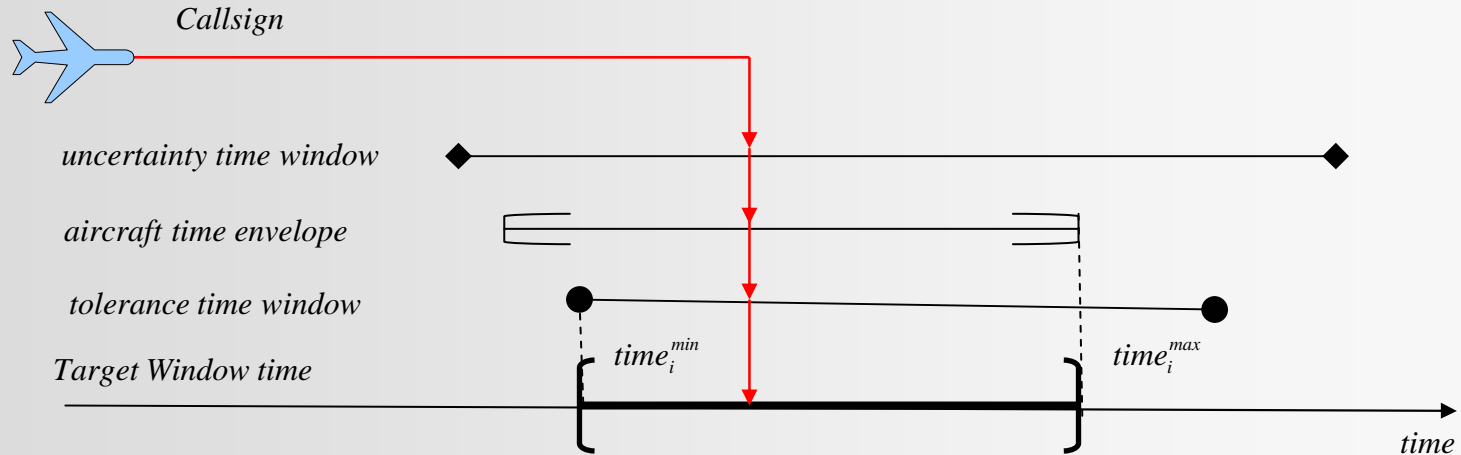 Callsign
uncertainty time window
aircraft time envelope
tolerance time window
time_i^min
time_i^max
Target Window time
time